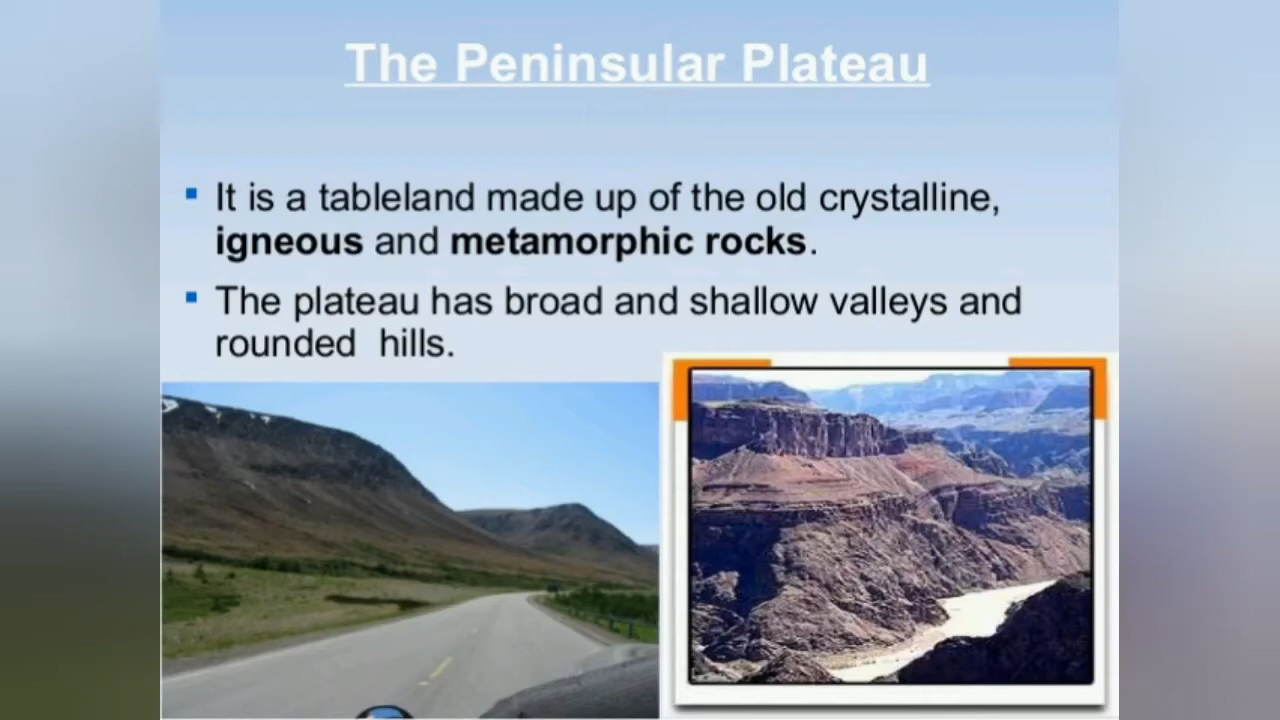 The Peninsular Plateau
It is a tableland made up of the old crystalline,
igneous and metamorphic rocks.
The plateau has broad and shallow valleys and
rounded hills.